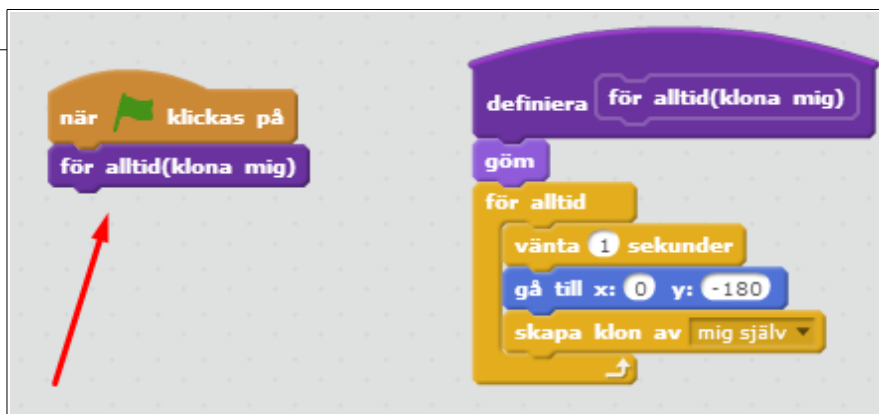 när klickas på
för alltid(klona mig)
definiera för alltid(klona mig)
göm
för alltid
vänta 1 sekunder
gå till x: 0 y: -180
skapa klon av mig själv